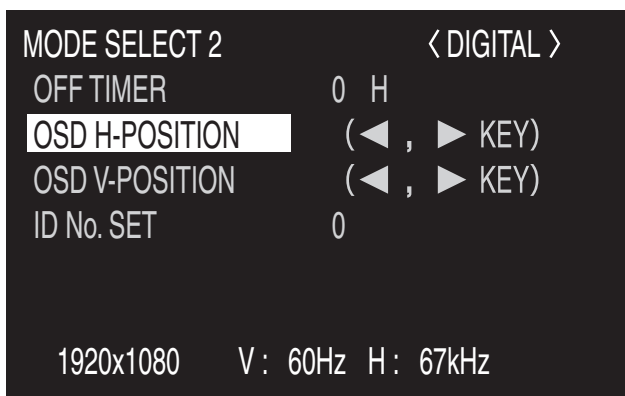 MODE SELECT 2 〈 DIGITAL 〉
OFF TIMER 0 H
OSD H-POSITION (◀ , ▶ KEY)
OSD V-POSITION (◀ , ▶ KEY)
ID No. SET 0
1920x1080 V : 60Hz H : 67kHz